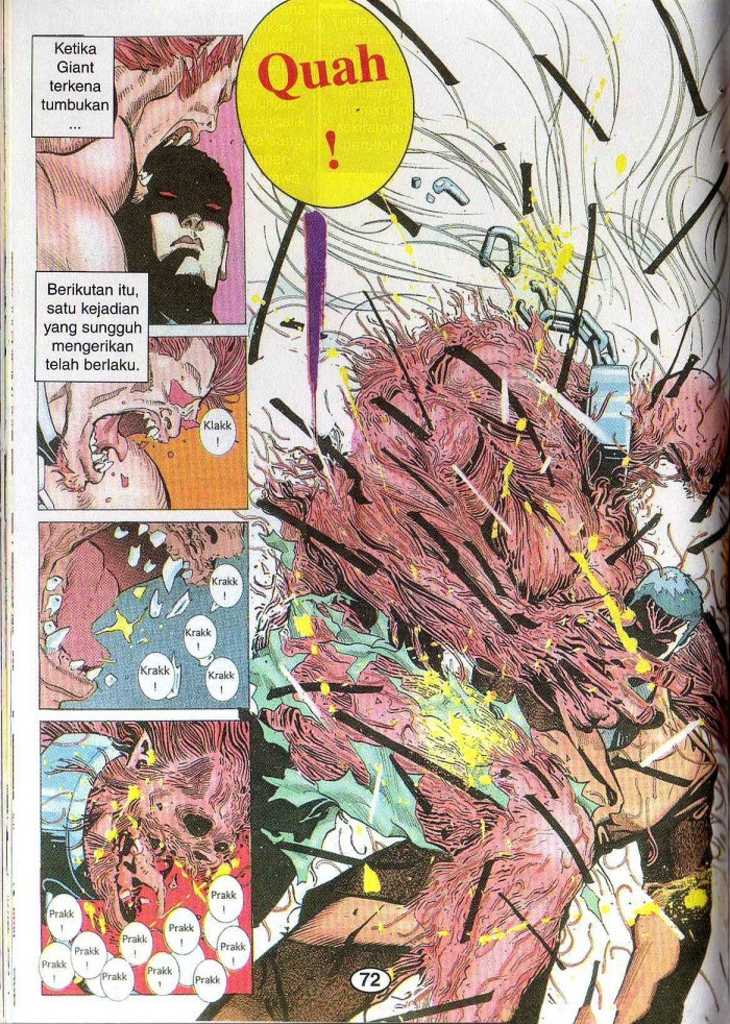 Ketika
Giant
terkena
tumbukan
...
Quah
!
Berikutan itu,
satu kejadian
yang sungguh
mengerikan
telah berlaku.
Klakk
!
Krakk
!
Krakk
!
Krakk
!
Krakk
!
Krakk
!
Prakk
!
Prakk
!
Prakk
!
Prakk
!
Prakk
!
Prakk
!
Prakk
!
Prakk
!
Prakk
!
Prakk
!
72